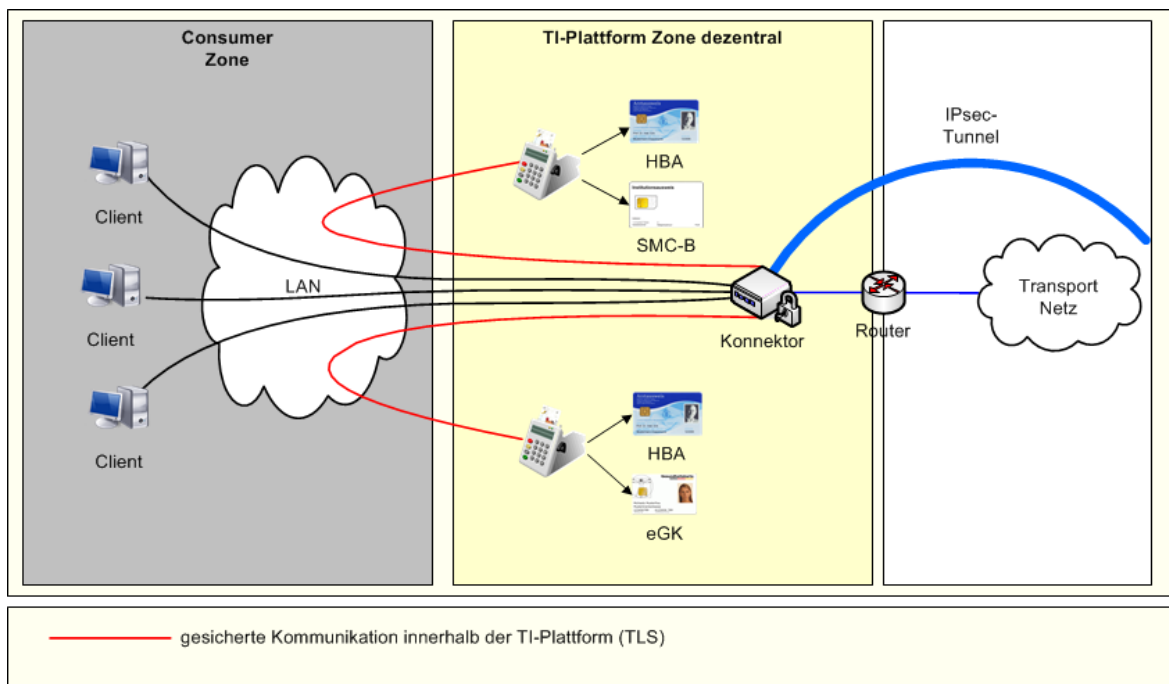 Consumer
Zone
TI-Plattform Zone dezentral
IPsec-
Tunnel
HBA
Client
SMC-B
LAN
Transport
Netz
Client
Konnektor
Router
HBA
Client
eGK
gesicherte Kommunikation innerhalb der TI-Plattform (TLS)